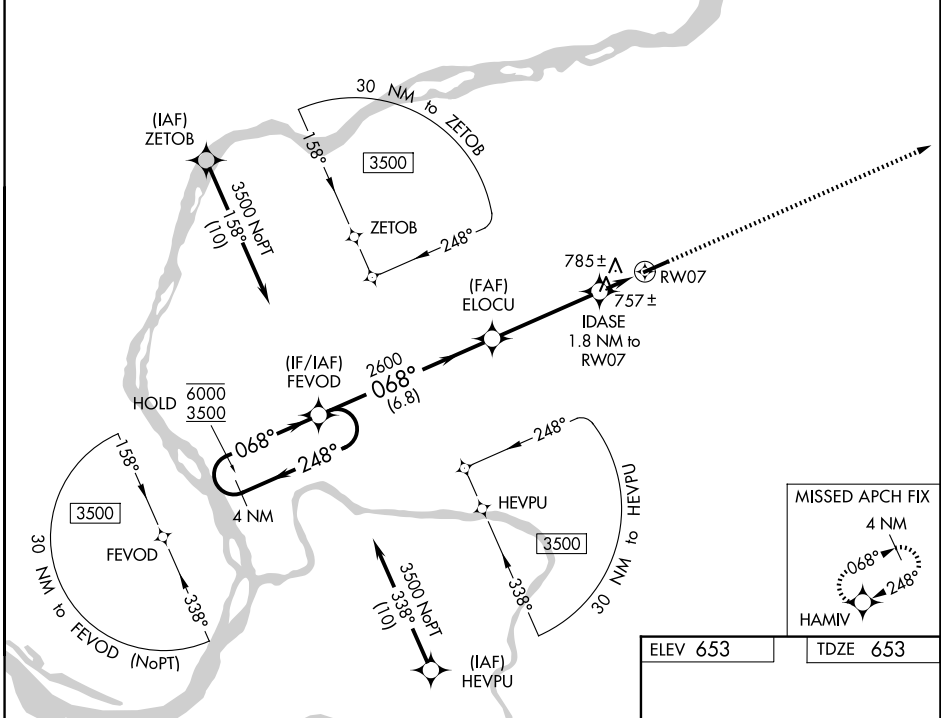 30 NM to ZETOB
(IAF)
ZETOB
158°
3500
3500 NoPT
158°
(10)
ZETOB
248°
785±
RW07
(FAF)
ELOCU
757±
IDASE
1.8 NM to
RW07
(IF/IAF)
FEVOD
2600
068°
(6.8)
HOLD
6000
3500
068°
248°
4 NM
158°
3500
FEVOD
338°
30 NM to FEVOD (NoPT)
248°
HEVPU
3500
338°
30 NM to HEVPU
3500 NoPT
338°
(10)
(IAF)
HEVPU
MISSED APCH FIX
4 NM
068°
248°
HAMIV
ELEV 653
TDZE 653